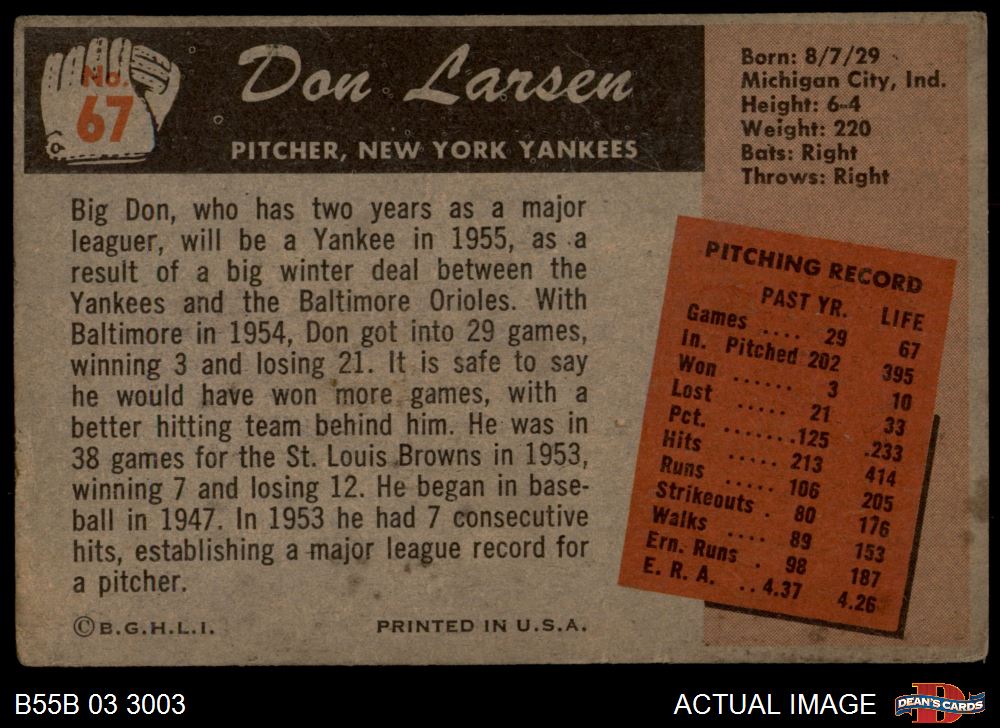 No.
67
Don Larsen
PITCHER, NEW YORK YANKEES
Born: 8/7/29
Michigan City, Ind.
Height: 6-4
Weight: 220
Bats: Right
Throws: Right
Big Don, who has two years as a major
leaguer, will be a Yankee in 1955, as a
result of a big winter deal between the
Yankees and the Baltimore Orioles. With
Baltimore in 1954, Don got into 29 games,
winning 3 and losing 21. It is safe to say
he would have won more games, with a
better hitting team behind him. He was in
38 games for the St. Louis Browns in 1953,
winning 7 and losing 12. He began in base-
ball in 1947. In 1953 he had 7 consecutive
hits, establishing a major league record for
a pitcher.
©B.G.H.L.I. PRINTED IN U.S.A.
PITCHING RECORD
PAST YR. LIFE
Games .... 29 67
In. Pitched 202 395
Won ...... 3 10
Lost ..... 21 33
Pct. .......125 .233
Hits ..... 213 414
Runs ..... 106 205
Strikeouts . 80 176
Walks .... 89 153
Ern. Runs . 98 187
E. R. A. ..4.37 4.26
B55B 03 3003
ACTUAL IMAGE
D
DEAN'S CARDS